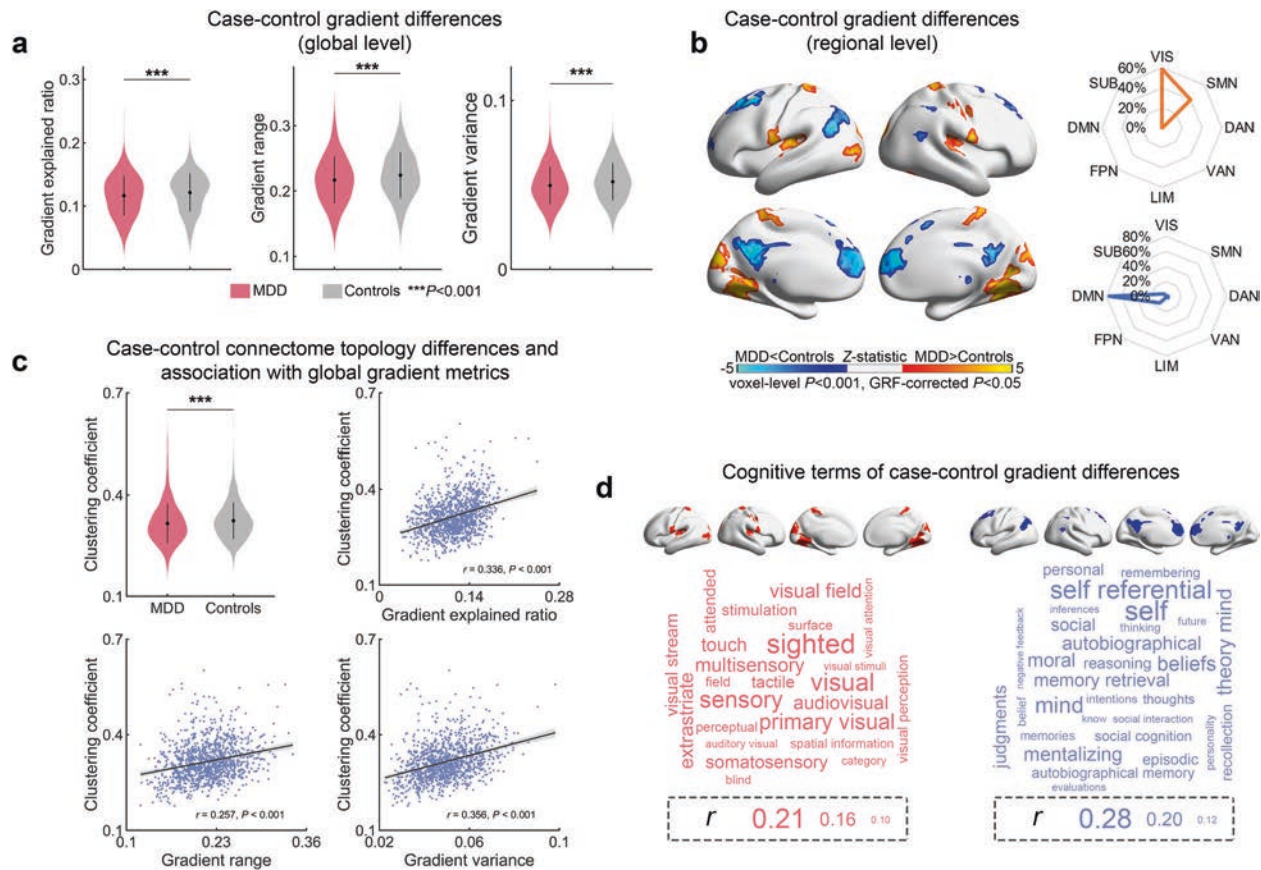 a
Case-control gradient differences
(global level)
Gradient explained ratio
0.3
0.2
0.1
0
***
Gradient range
0.3
0.2
0.1
***
Gradient variance
0.1
0
***
MDD
Controls
***P<0.001
b
Case-control gradient differences
(regional level)
MDD<Controls Z-statistic MDD>Controls
-5
5
voxel-level P<0.001, GRF-corrected P<0.05
VIS
SMN
DAN
VAN
LIM
FPN
DMN
SUB
60%
40%
20%
0%
VIS
SMN
DAN
VAN
LIM
FPN
DMN
SUB
80%
60%
40%
20%
0%
c
Case-control connectome topology differences and
association with global gradient metrics
Clustering coefficient
0.7
0.4
0.1
***
MDD
Controls
Clustering coefficient
0.7
0.4
0.1
r = 0.336, P < 0.001
0
0.14
0.28
Gradient explained ratio
Clustering coefficient
0.7
0.4
0.1
r = 0.257, P < 0.001
0.1
0.23
0.36
Gradient range
Clustering coefficient
0.7
0.4
0.1
r = 0.356, P < 0.001
0.02
0.06
0.1
Gradient variance
d
Cognitive terms of case-control gradient differences
visual stream
extrastriate
attended
visual field
visual attention
stimulation
surface
touch
sighted
multisensory
visual stimuli
field
tactile
visual
sensory
audiovisual
perceptual
primary visual
visual perception
auditory visual
spatial information
somatosensory
category
blind
r
0.21
0.16
0.10
personal
remembering
self referential
inferences
self
social
thinking
future
theory mind
negative feedback
autobiographical
moral
reasoning
beliefs
memory retrieval
judgments
belief
mind
intentions
thoughts
know
social interaction
memories
social cognition
personality
recollection
mentalizing
episodic
autobiographical memory
evaluations
r
0.28
0.20
0.12